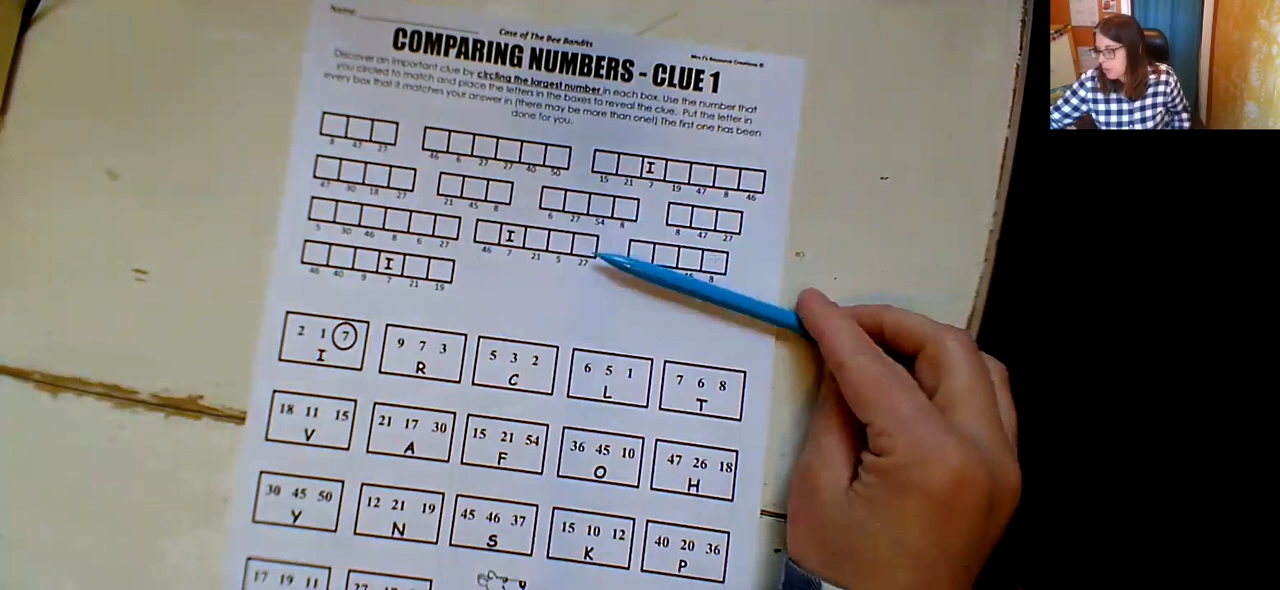 Name
Case of The Bee Bandits
Mrs J's Resource Creations ©
COMPARING NUMBERS - CLUE 1
Discover an important clue by circling the largest number in each box. Use the number that
you circled to match and place the letters in the boxes to reveal the clue. Put the letter in
every box that it matches your answer in (there may be more than one!) The first one has been
done for you.
I
8 47 27 46 6 27 27 40 50 15 21 7 19 47 8 46
47 30 18 27 21 45 8 6 27 54 8 8 47 27
I
5 30 46 8 6 27 46 7 21 5 27 8
I
46 40 9 7 21 19
2 1 7 9 7 3 5 3 2 6 5 1 7 6 8
I R C L T
18 11 15 21 17 30 15 21 54 36 45 10 47 26 18
V A F O H
30 45 50 12 21 19 45 46 37 15 10 12 40 20 36
Y N S K P
17 19 11 27